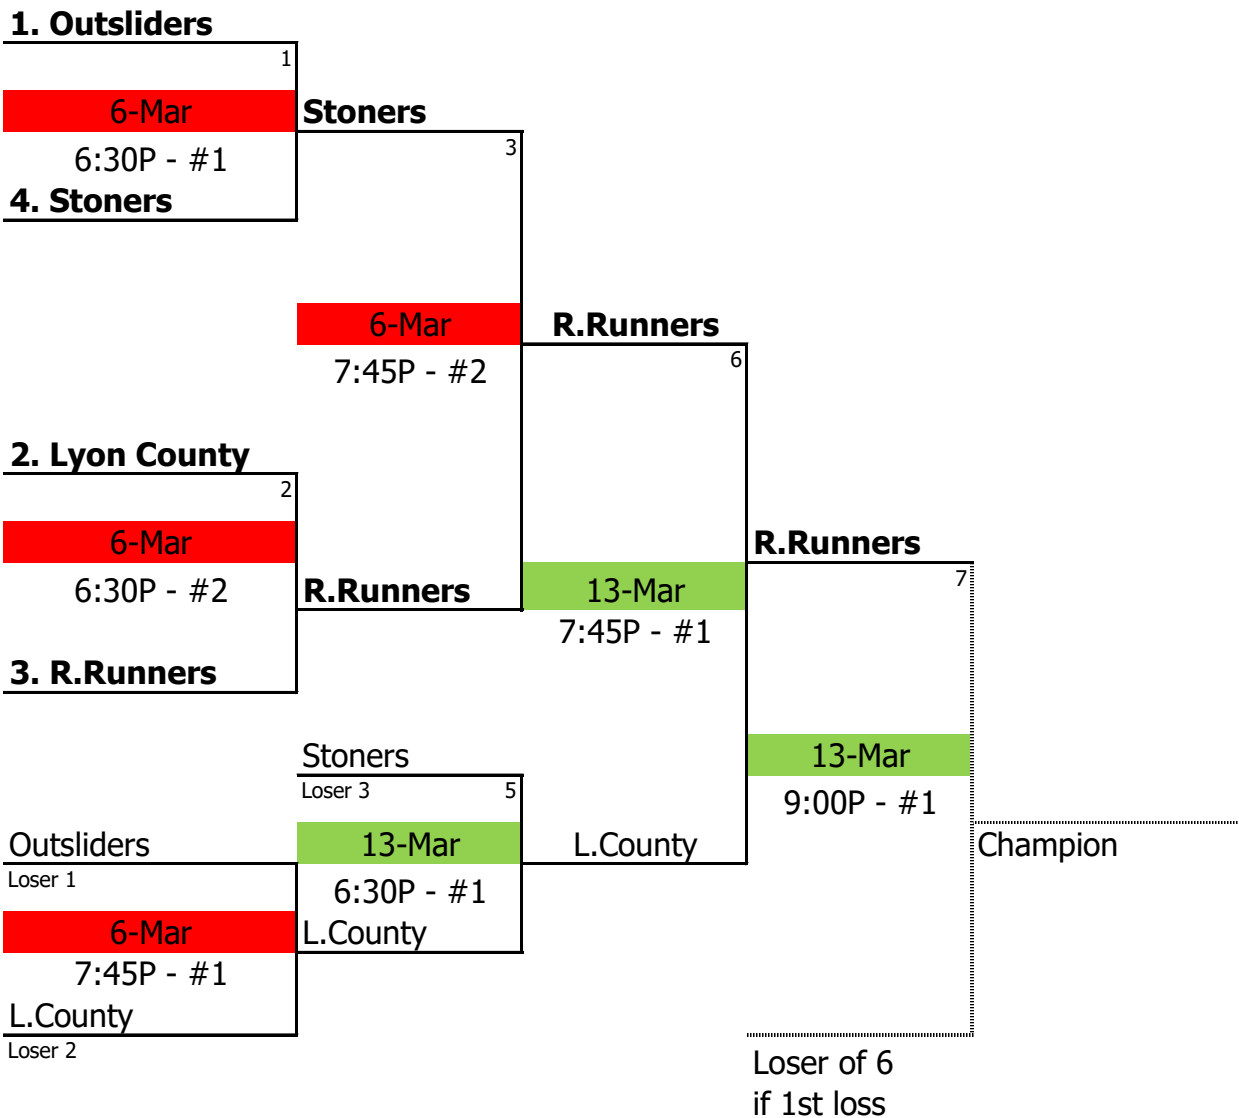 1. Outsliders
1
6-Mar
Stoners
6:30P - #1
3
4. Stoners
6-Mar
R.Runners
7:45P - #2
6
2. Lyon County
2
6-Mar
R.Runners
6:30P - #2
R.Runners
13-Mar
7
7:45P - #1
3. R.Runners
Stoners
13-Mar
Loser 3
5
9:00P - #1
Outsliders
13-Mar
L.County
Champion
Loser 1
6:30P - #1
6-Mar
L.County
7:45P - #1
L.County
Loser 2
Loser of 6
if 1st loss